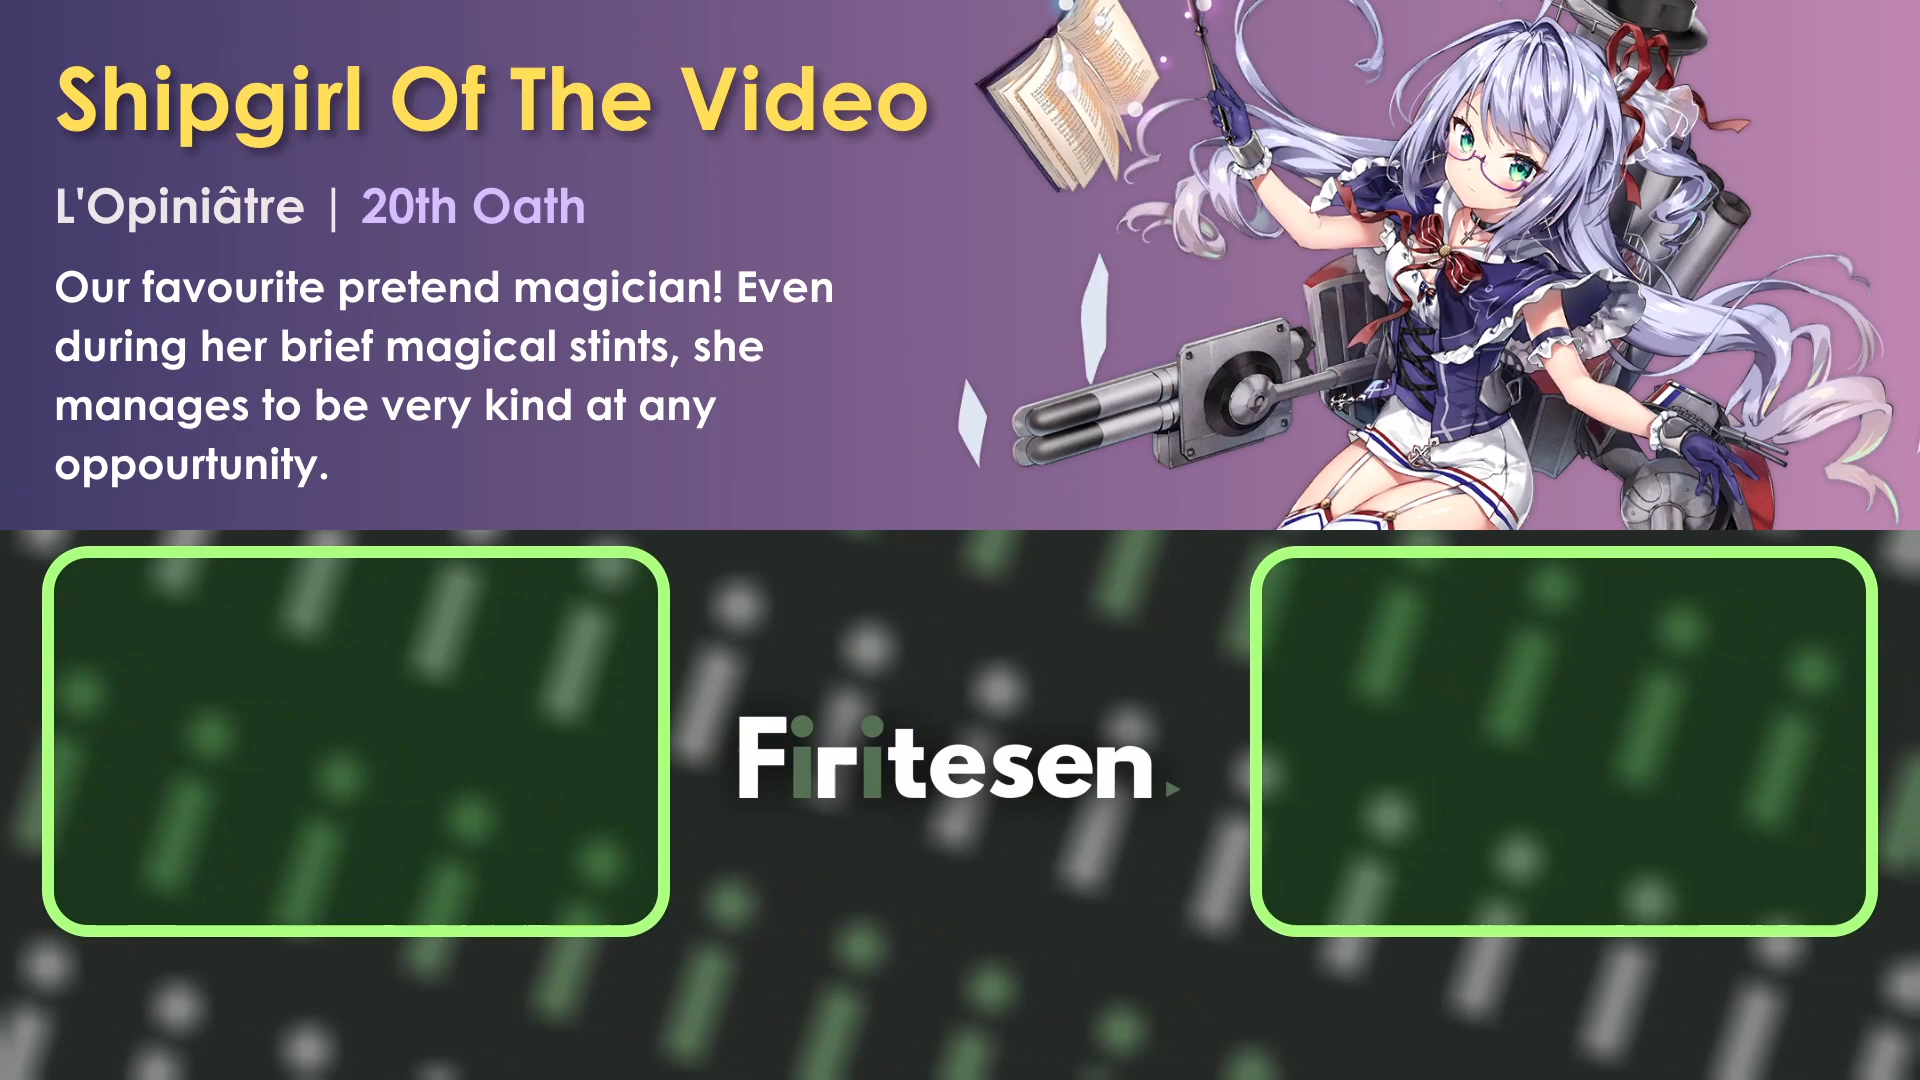 Shipgirl Of The Video
L'Opiniâtre | 20th Oath
Our favourite pretend magician! Even
during her brief magical stints, she
manages to be very kind at any
oppourtunity.
Firitesen